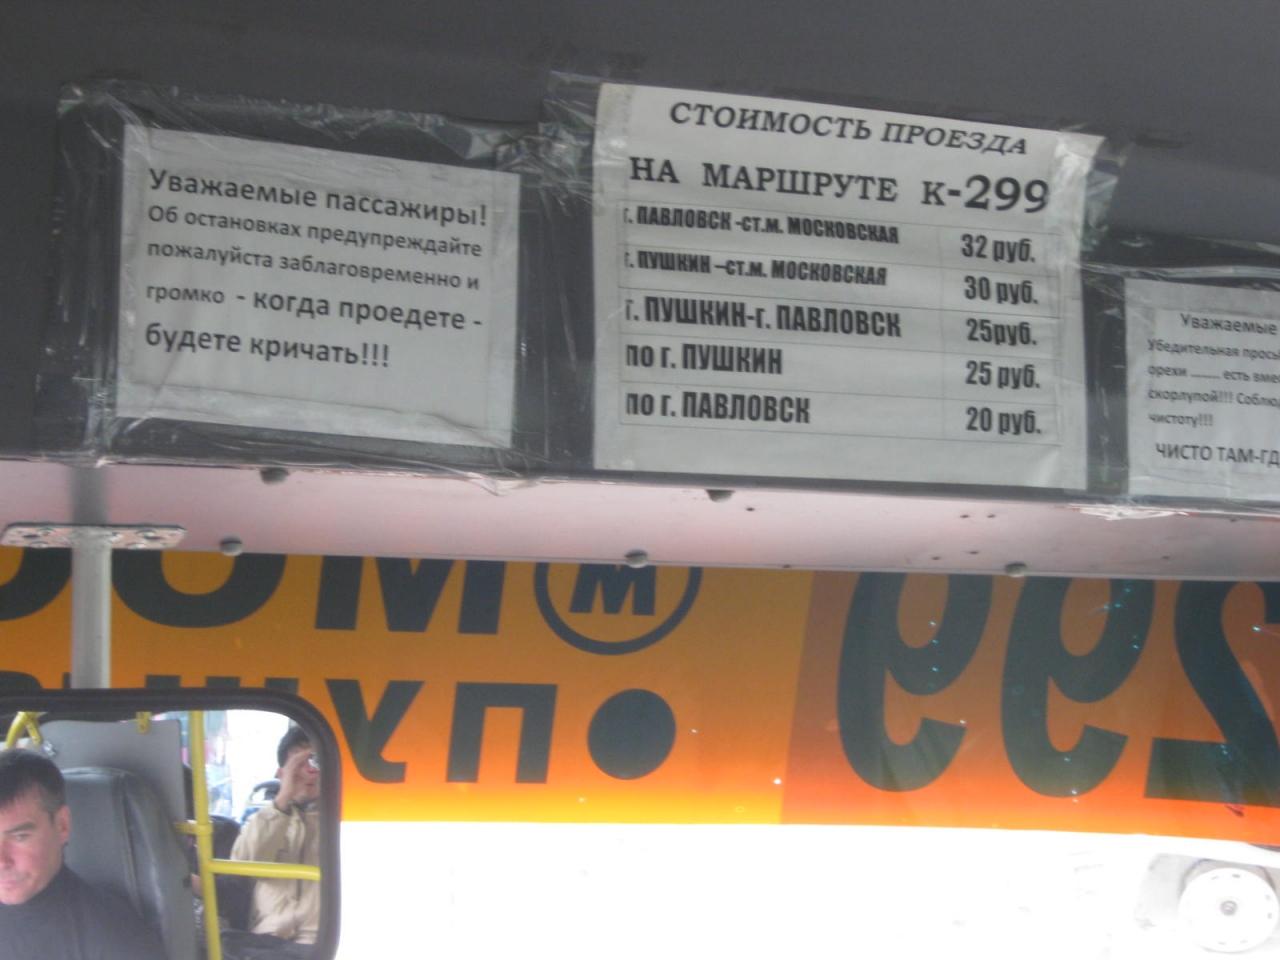 Уважаемые пассажиры!
Об остановках предупреждайте
пожалуйста заблаговременно и
громко - когда проедете -
будете кричать!!!
СТОИМОСТЬ ПРОЕЗДА
НА МАРШРУТЕ К-299
г. ПАВЛОВСК -ст.м. МОСКОВСКАЯ 32 руб.
г. ПУШКИН –ст.м. МОСКОВСКАЯ 30 руб.
г. ПУШКИН-г. ПАВЛОВСК 25руб.
по г. ПУШКИН 25 руб.
по г. ПАВЛОВСК 20 руб.
Уважаемые
Убедительная
орехи ........ есть
скорлупой!!!
чистоту!!!
ЧИСТО
М
299